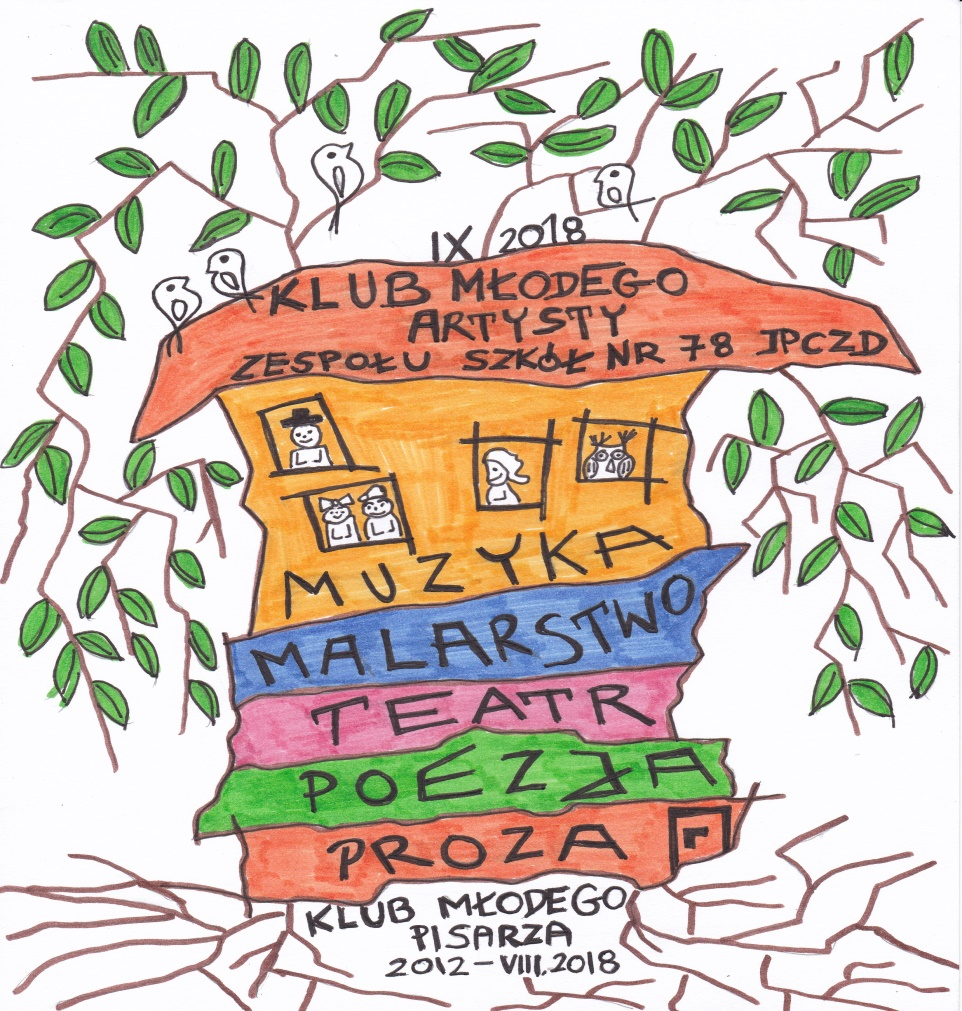 IX 2018
KLUB MŁODEGO
ARTYSTY
ZESPOŁU SZKÓŁ NR 78 JPCZD
MUZYKA
MALARSTWO
TEATR
POEZJA
PROZA
KLUB MŁODEGO
PISARZA
2012 – VIII.2018